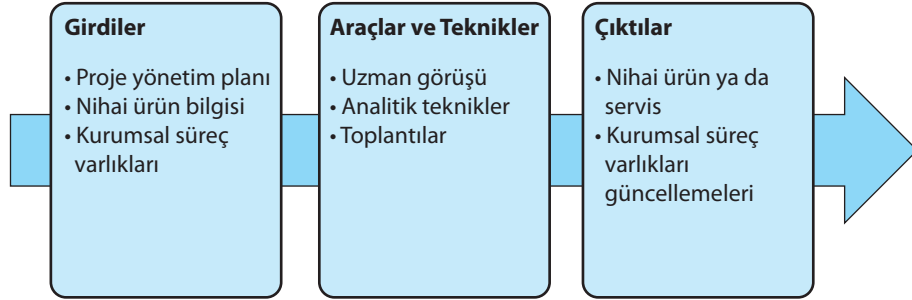 Girdiler
• Proje yönetim planı
• Nihai ürün bilgisi
• Kurumsal süreç
varlıkları
Araçlar ve Teknikler
• Uzman görüşü
• Analitik teknikler
• Toplantılar
Çıktılar
• Nihai ürün ya da
servis
• Kurumsal süreç
varlıkları
güncellemeleri